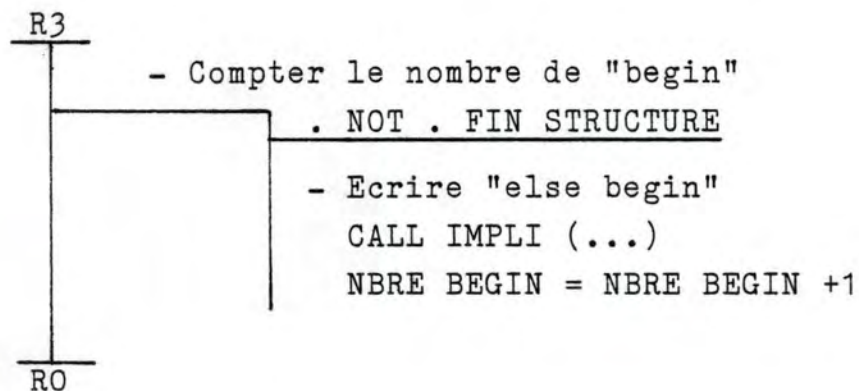 R3
- Compter le nombre de "begin"
. NOT . FIN STRUCTURE
- Ecrire "else begin"
CALL IMPLI (...)
NBRE BEGIN = NBRE BEGIN +1
R0